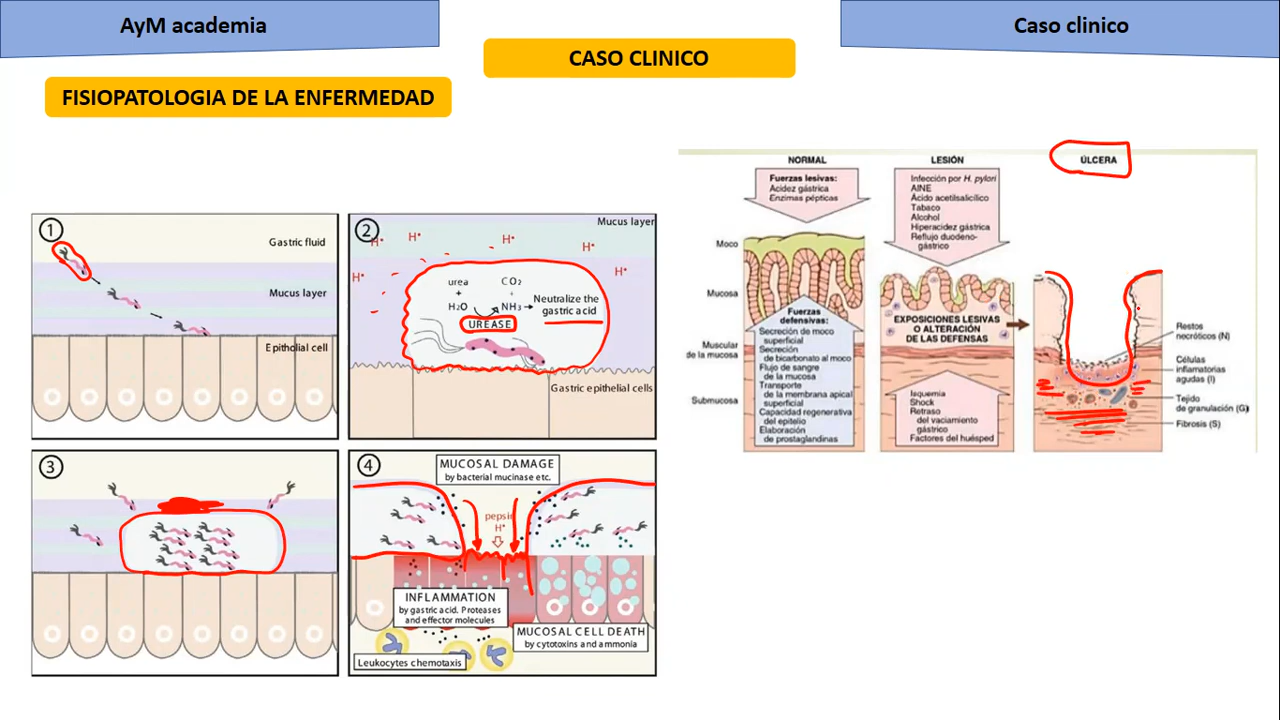 AyM academia
Caso clinico
CASO CLINICO
FISIOPATOLOGIA DE LA ENFERMEDAD
1
Gastric fluid
Mucus layer
Epithelial cell
2
Mucus layer
H⁺
H⁺
H⁺
H⁺
H⁺
H⁺
urea
+
H₂O
CO₂
+
NH₃
Neutralize the
gastric acid
UREASE
Gastric epithelial cells
3
4
MUCOSAL DAMAGE
by bacterial mucinase etc.
pepsi
H⁺
INFLAMMATION
by gastric acid. Proteases
and effector molecules
MUCOSAL CELL DEATH
by cytotoxins and ammonia
Leukocytes chemotaxis
NORMAL
Fuerzas lesivas:
Acidez gástrica
Enzimas pépticas
Moco
Mucosa
Muscular
de la mucosa
Submucosa
Fuerzas
defensivas:
Secreción de moco
superficial
Secreción
de bicarbonato al moco
Flujo de sangre
de la mucosa
Transporte
de la membrana apical
superficial
Capacidad regenerativa
del epitelio
Elaboración
de prostaglandinas
LESIÓN
Infección por H. pylori
AINE
Ácido acetilsalicílico
Tabaco
Alcohol
Hiperacidez gástrica
Reflujo duodeno-
gástrico
EXPOSICIONES LESIVAS
O ALTERACIÓN
DE LAS DEFENSAS
Isquemia
Shock
Retraso
del vaciamiento
gástrico
Factores del huésped
ÚLCERA
Restos
necróticos (N)
Células
inflamatorias
agudas (I)
Tejido
de granulación (G)
Fibrosis (S)